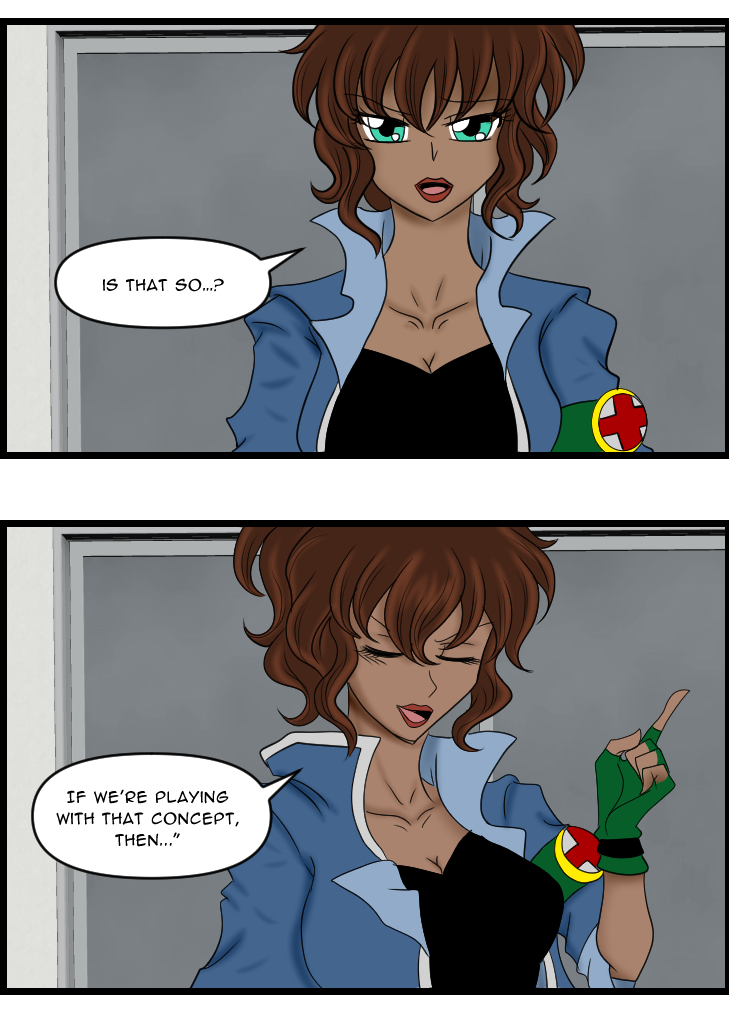 IS THAT SO...?
IF WE'RE PLAYING
WITH THAT CONCEPT,
THEN..."